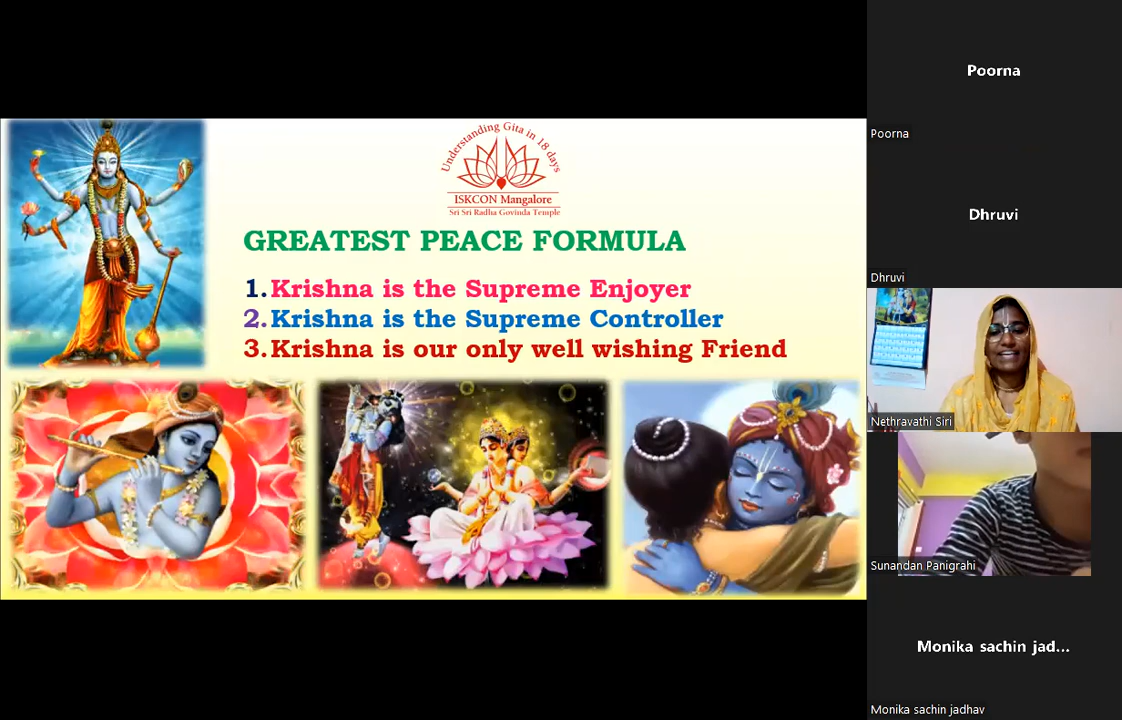 Understanding Gita in 18 days
ISKCON Mangalore
Sri Sri Radha Govinda Temple
GREATEST PEACE FORMULA
1. Krishna is the Supreme Enjoyer
2. Krishna is the Supreme Controller
3. Krishna is our only well wishing Friend
Poorna
Poorna
Dhruvi
Dhruvi
Nethravathi Siri
Sunandan Panigrahi
Monika sachin jad...
Monika sachin jadhav